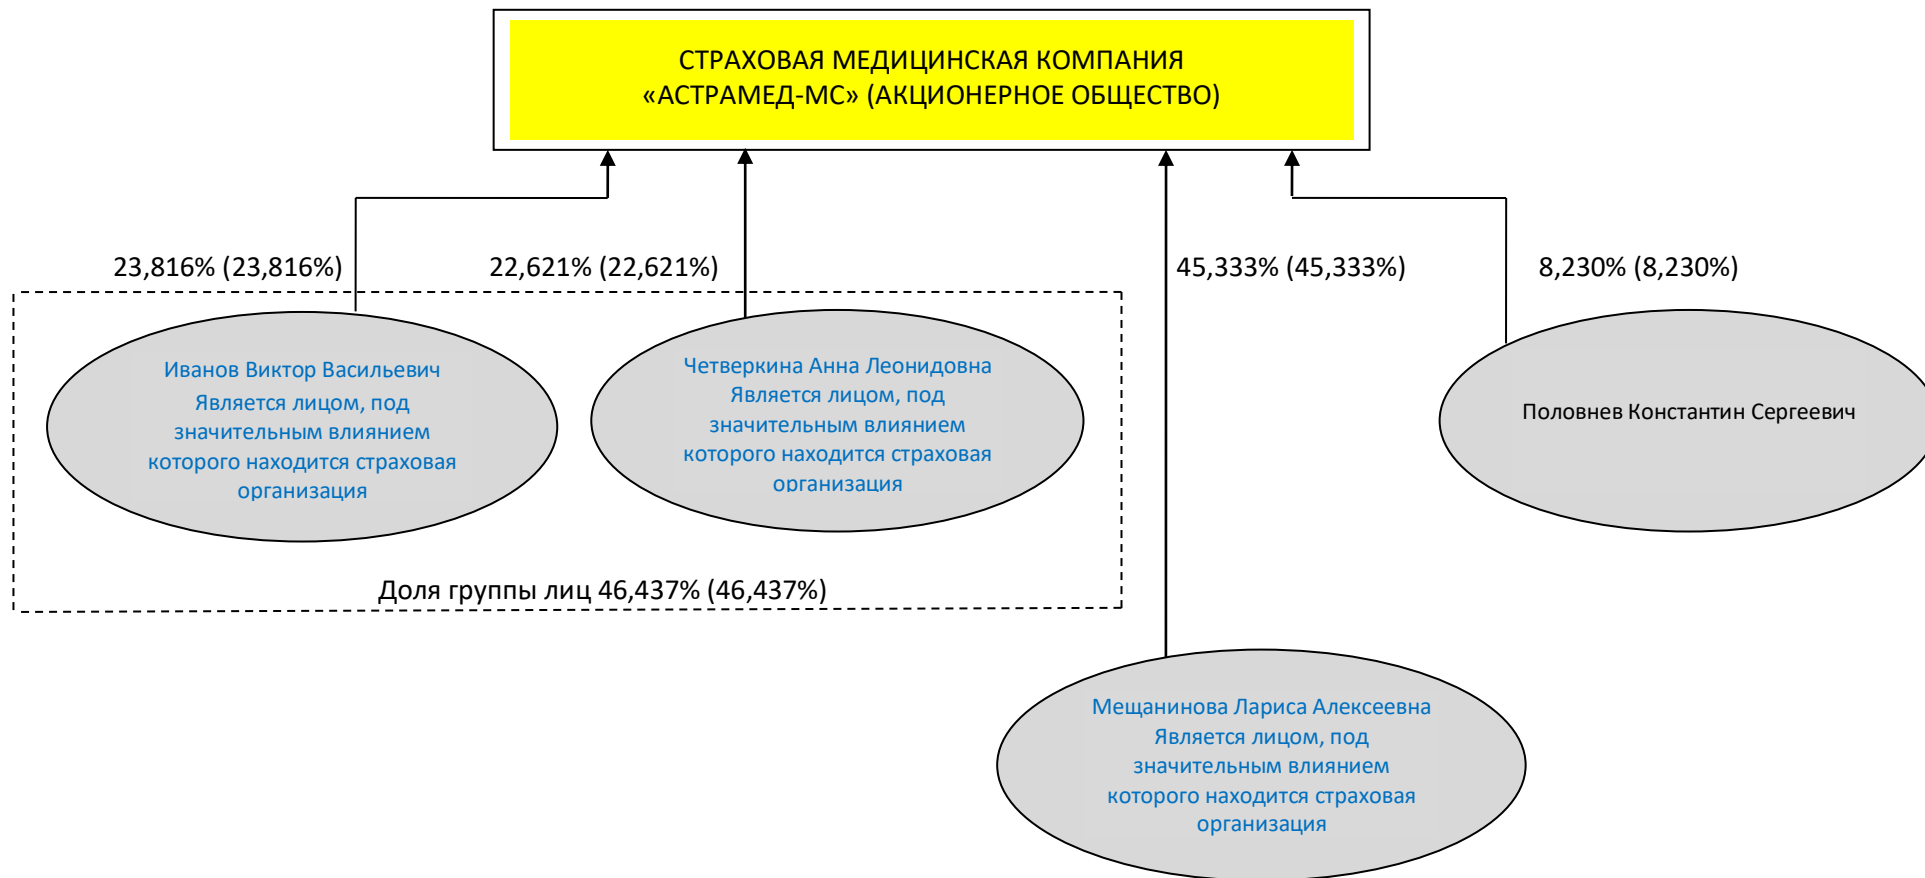 СТРАХОВАЯ МЕДИЦИНСКАЯ КОМПАНИЯ
«АСТРАМЕД-МС» (АКЦИОНЕРНОЕ ОБЩЕСТВО)
23,816% (23,816%)
22,621% (22,621%)
45,333% (45,333%)
8,230% (8,230%)
Иванов Виктор Васильевич
Является лицом, под
значительным влиянием
которого находится страховая
организация
Четверкина Анна Леонидовна
Является лицом, под
значительным влиянием
которого находится страховая
организация
Половнев Константин Сергеевич
Доля группы лиц 46,437% (46,437%)
Мещанинова Лариса Алексеевна
Является лицом, под
значительным влиянием
которого находится страховая
организация